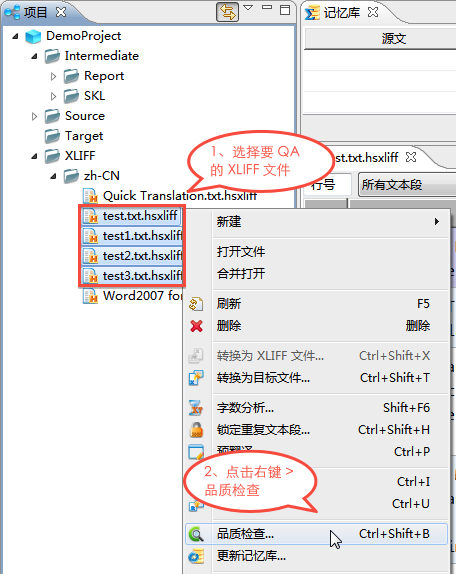 项目
记忆库
源文
DemoProject
Intermediate
Report
SKL
Source
Target
XLIFF
zh-CN
Quick Translation.txt.hsxliff
test.txt.hsxliff
test1.txt.hsxliff
test2.txt.hsxliff
test3.txt.hsxliff
Word2007 for
1、选择要 QA
的 XLIFF 文件
est.txt.hsxliff
行号 所有文本段
新建
打开文件
合并打开
刷新 F5
删除 删除
转换为 XLIFF 文件... Ctrl+Shift+X
转换为目标文件... Ctrl+Shift+T
字数分析... Shift+F6
锁定重复文本段... Ctrl+Shift+H
预翻译 Ctrl+P
Ctrl+I
Ctrl+U
2、点击右键 >
品质检查
品质检查... Ctrl+Shift+B
更新记忆库...